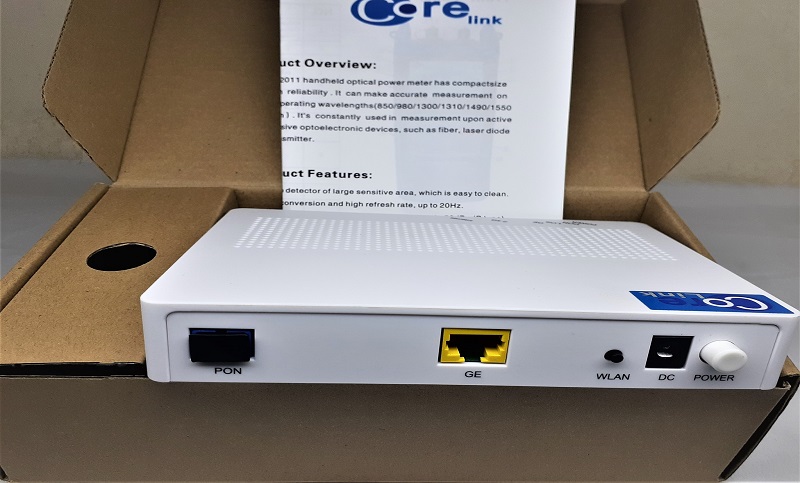 Core
link
uct Overview:
2011 handheld optical power meter has compactsize
reliability. It can make accurate measurement on
perating wavelengths(850/980/1300/1310/1490/1550
). It's constantly used in measurement upon active
sive optoelectronic devices, such as fiber, laser diode
smitter.
uct Features:
detector of large sensitive area, which is easy to clean.
conversion and high refresh rate, up to 20Hz.
Core
Link
PON
GE
WLAN
DC
POWER